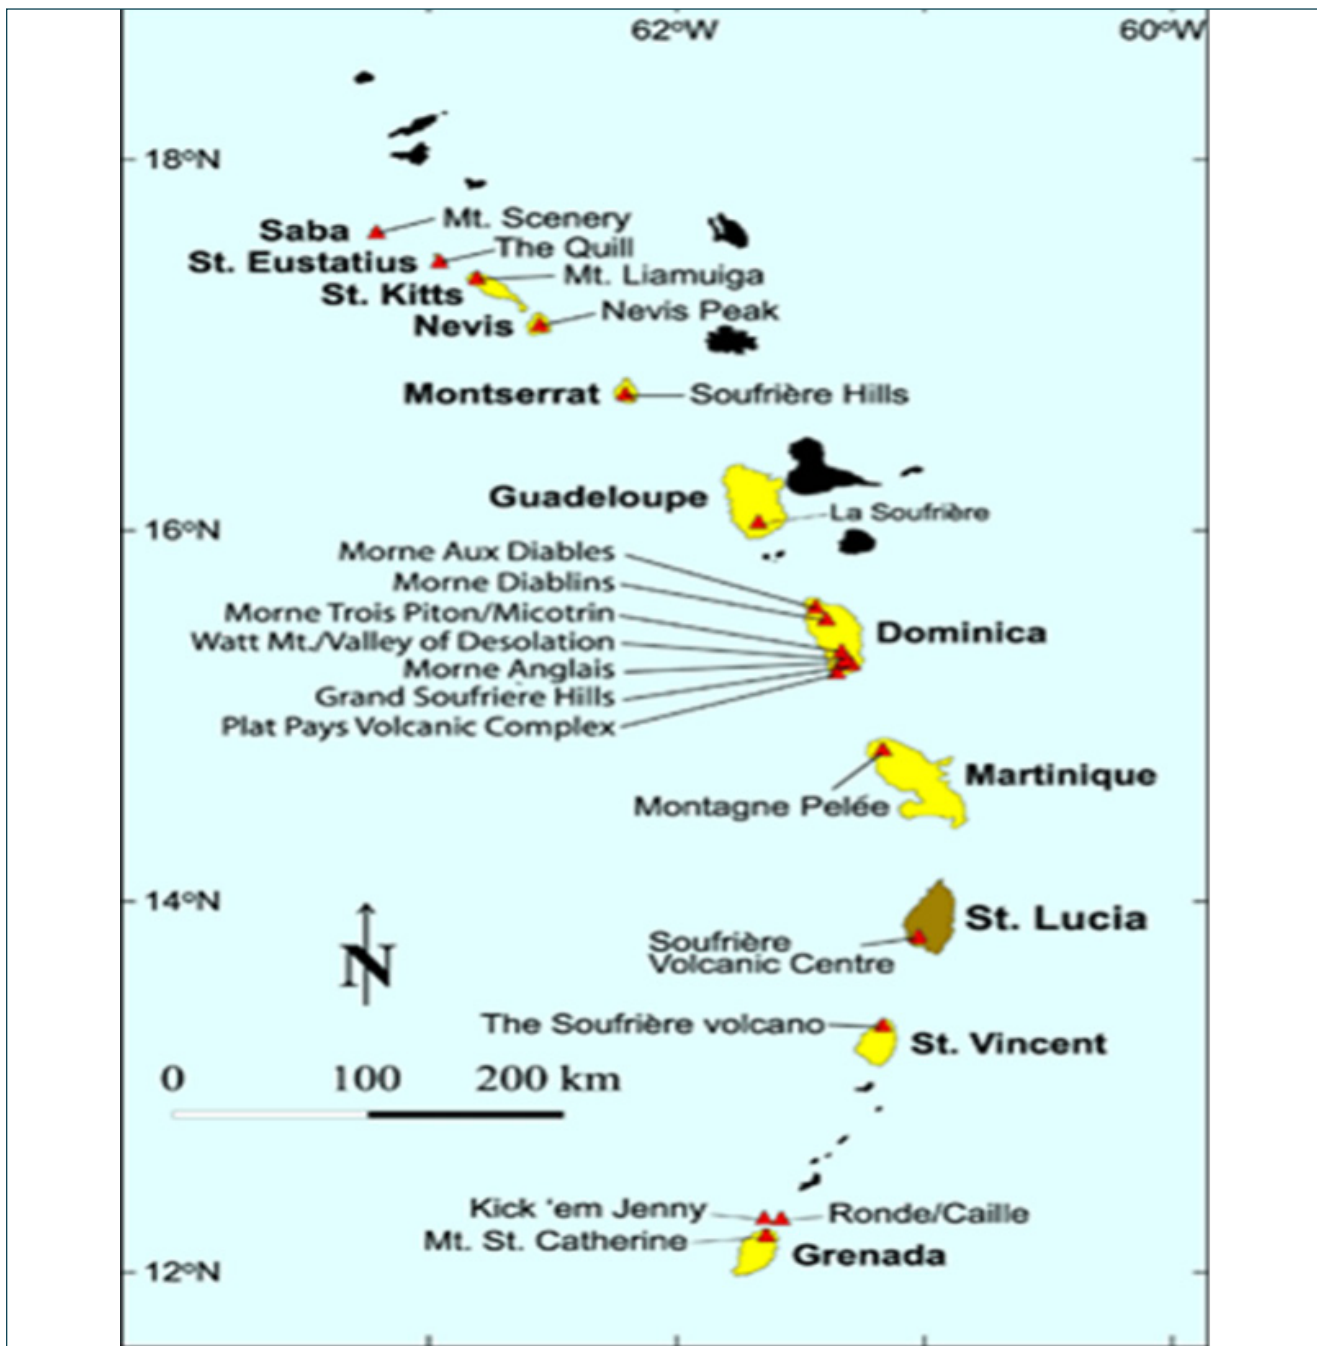 62°W 60°W
18°N
Saba Mt. Scenery
St. Eustatius The Quill
St. Kitts Mt. Liamuiga
Nevis Nevis Peak
Montserrat Soufrière Hills
Guadeloupe
La Soufrière
16°N
Morne Aux Diables
Morne Diablins
Morne Trois Piton/Micotrin
Dominica
Watt Mt./Valley of Desolation
Morne Anglais
Grand Soufriere Hills
Plat Pays Volcanic Complex
Martinique
Montagne Pelée
14°N
St. Lucia
Soufrière
Volcanic Centre
N
The Soufrière volcano
St. Vincent
0 100 200 km
Kick 'em Jenny Ronde/Caille
Mt. St. Catherine
Grenada
12°N